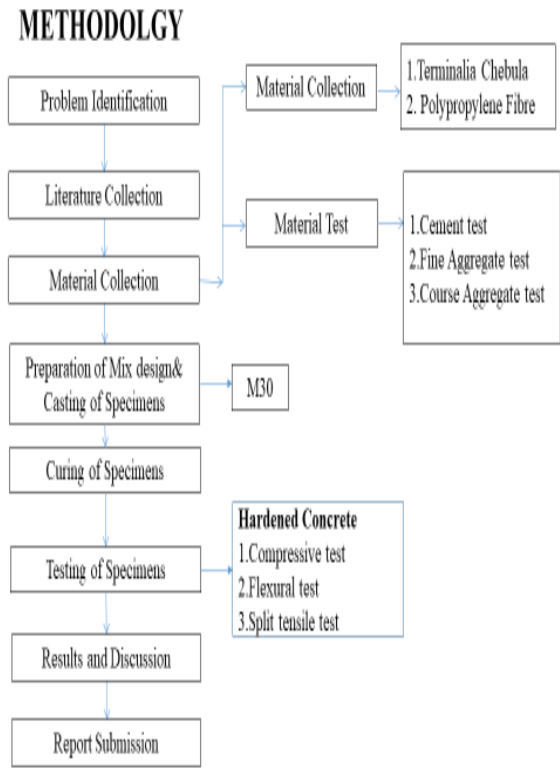 METHODOLGY
Problem Identification
Literature Collection
Material Collection
Material Collection
1.Terminalia Chebula
2. Polypropylene Fibre
Material Test
1.Cement test
2.Fine Aggregate test
3.Course Aggregate test
Preparation of Mix design&
Casting of Specimens
M30
Curing of Specimens
Testing of Specimens
Hardened Concrete
1.Compressive test
2.Flexural test
3.Split tensile test
Results and Discussion
Report Submission